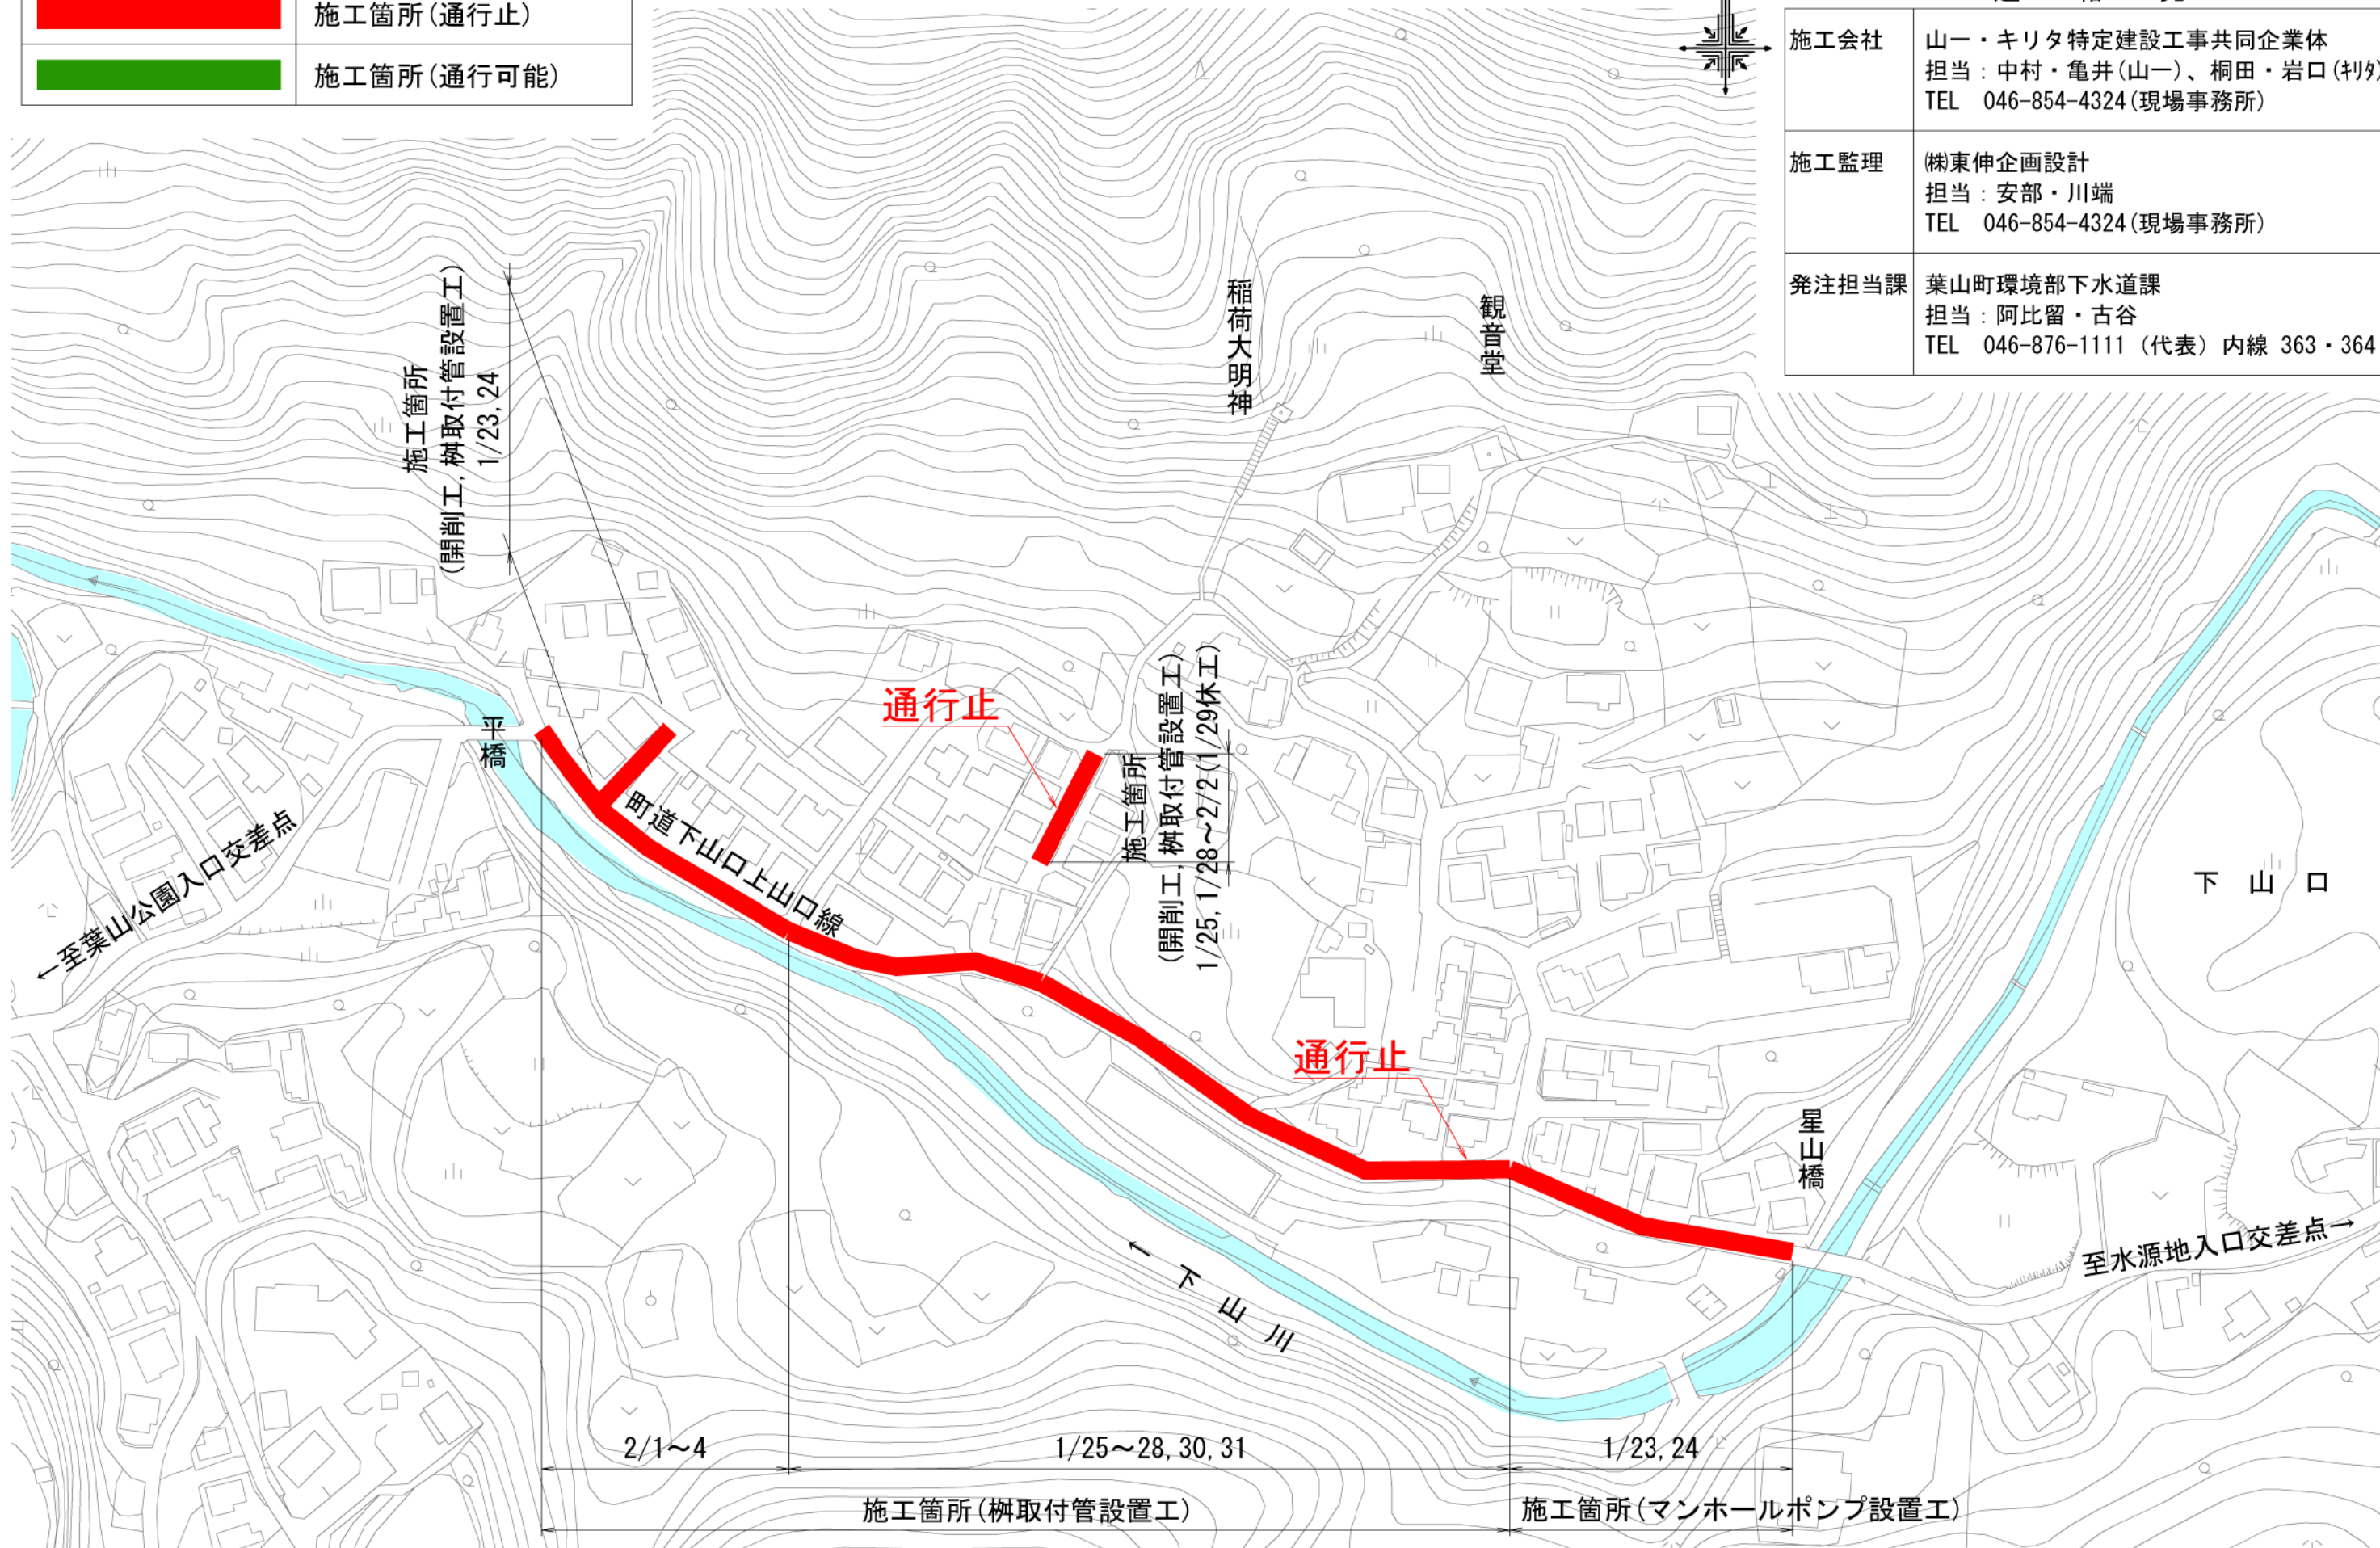 施工箇所(通行止)
施工箇所(通行可能)
施工会社
山一・キリタ特定建設工事共同企業体
担当：中村・亀井(山一)、桐田・岩口(キリタ)
TEL 046-854-4324(現場事務所)
施工監理
㈱東伸企画設計
担当：安部・川端
TEL 046-854-4324(現場事務所)
発注担当課
葉山町環境部下水道課
担当：阿比留・古谷
TEL 046-876-1111（代表）内線 363・364
施工箇所
(開削工,桝取付管設置工)
1/23,24
稲荷大明神
観音堂
平橋
通行止
施工箇所
(開削工,桝取付管設置工)
1/25,1/28～2/2(1/29休工)
町道下山口上山口線
←至葉山公園入口交差点
下山口
通行止
星山橋
至水源地入口交差点→
←下山川
2/1～4
1/25～28,30,31
1/23,24
施工箇所(桝取付管設置工)
施工箇所(マンホールポンプ設置工)